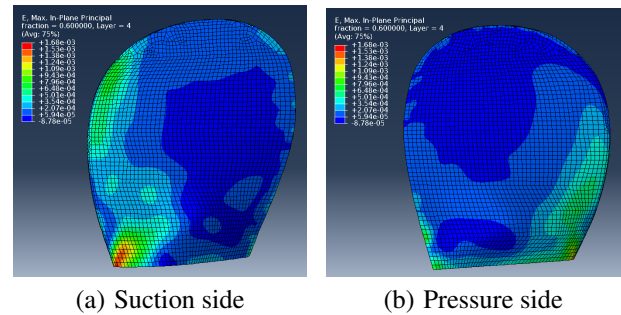 E, Max. In-Plane Principal
fraction = 0.600000, Layer = 4
(Avg: 75%)
+1.68e-03
+1.53e-03
+1.38e-03
+1.24e-03
+1.09e-03
+9.43e-04
+7.96e-04
+6.48e-04
+5.01e-04
+3.54e-04
+2.07e-04
+5.94e-05
-8.78e-05
E, Max. In-Plane Principal
fraction = 0.600000, Layer = 4
(Avg: 75%)
+1.68e-03
+1.53e-03
+1.38e-03
+1.24e-03
+1.09e-03
+9.43e-04
+7.96e-04
+6.48e-04
+5.01e-04
+3.54e-04
+2.07e-04
+5.94e-05
-8.78e-05
(a) Suction side
(b) Pressure side